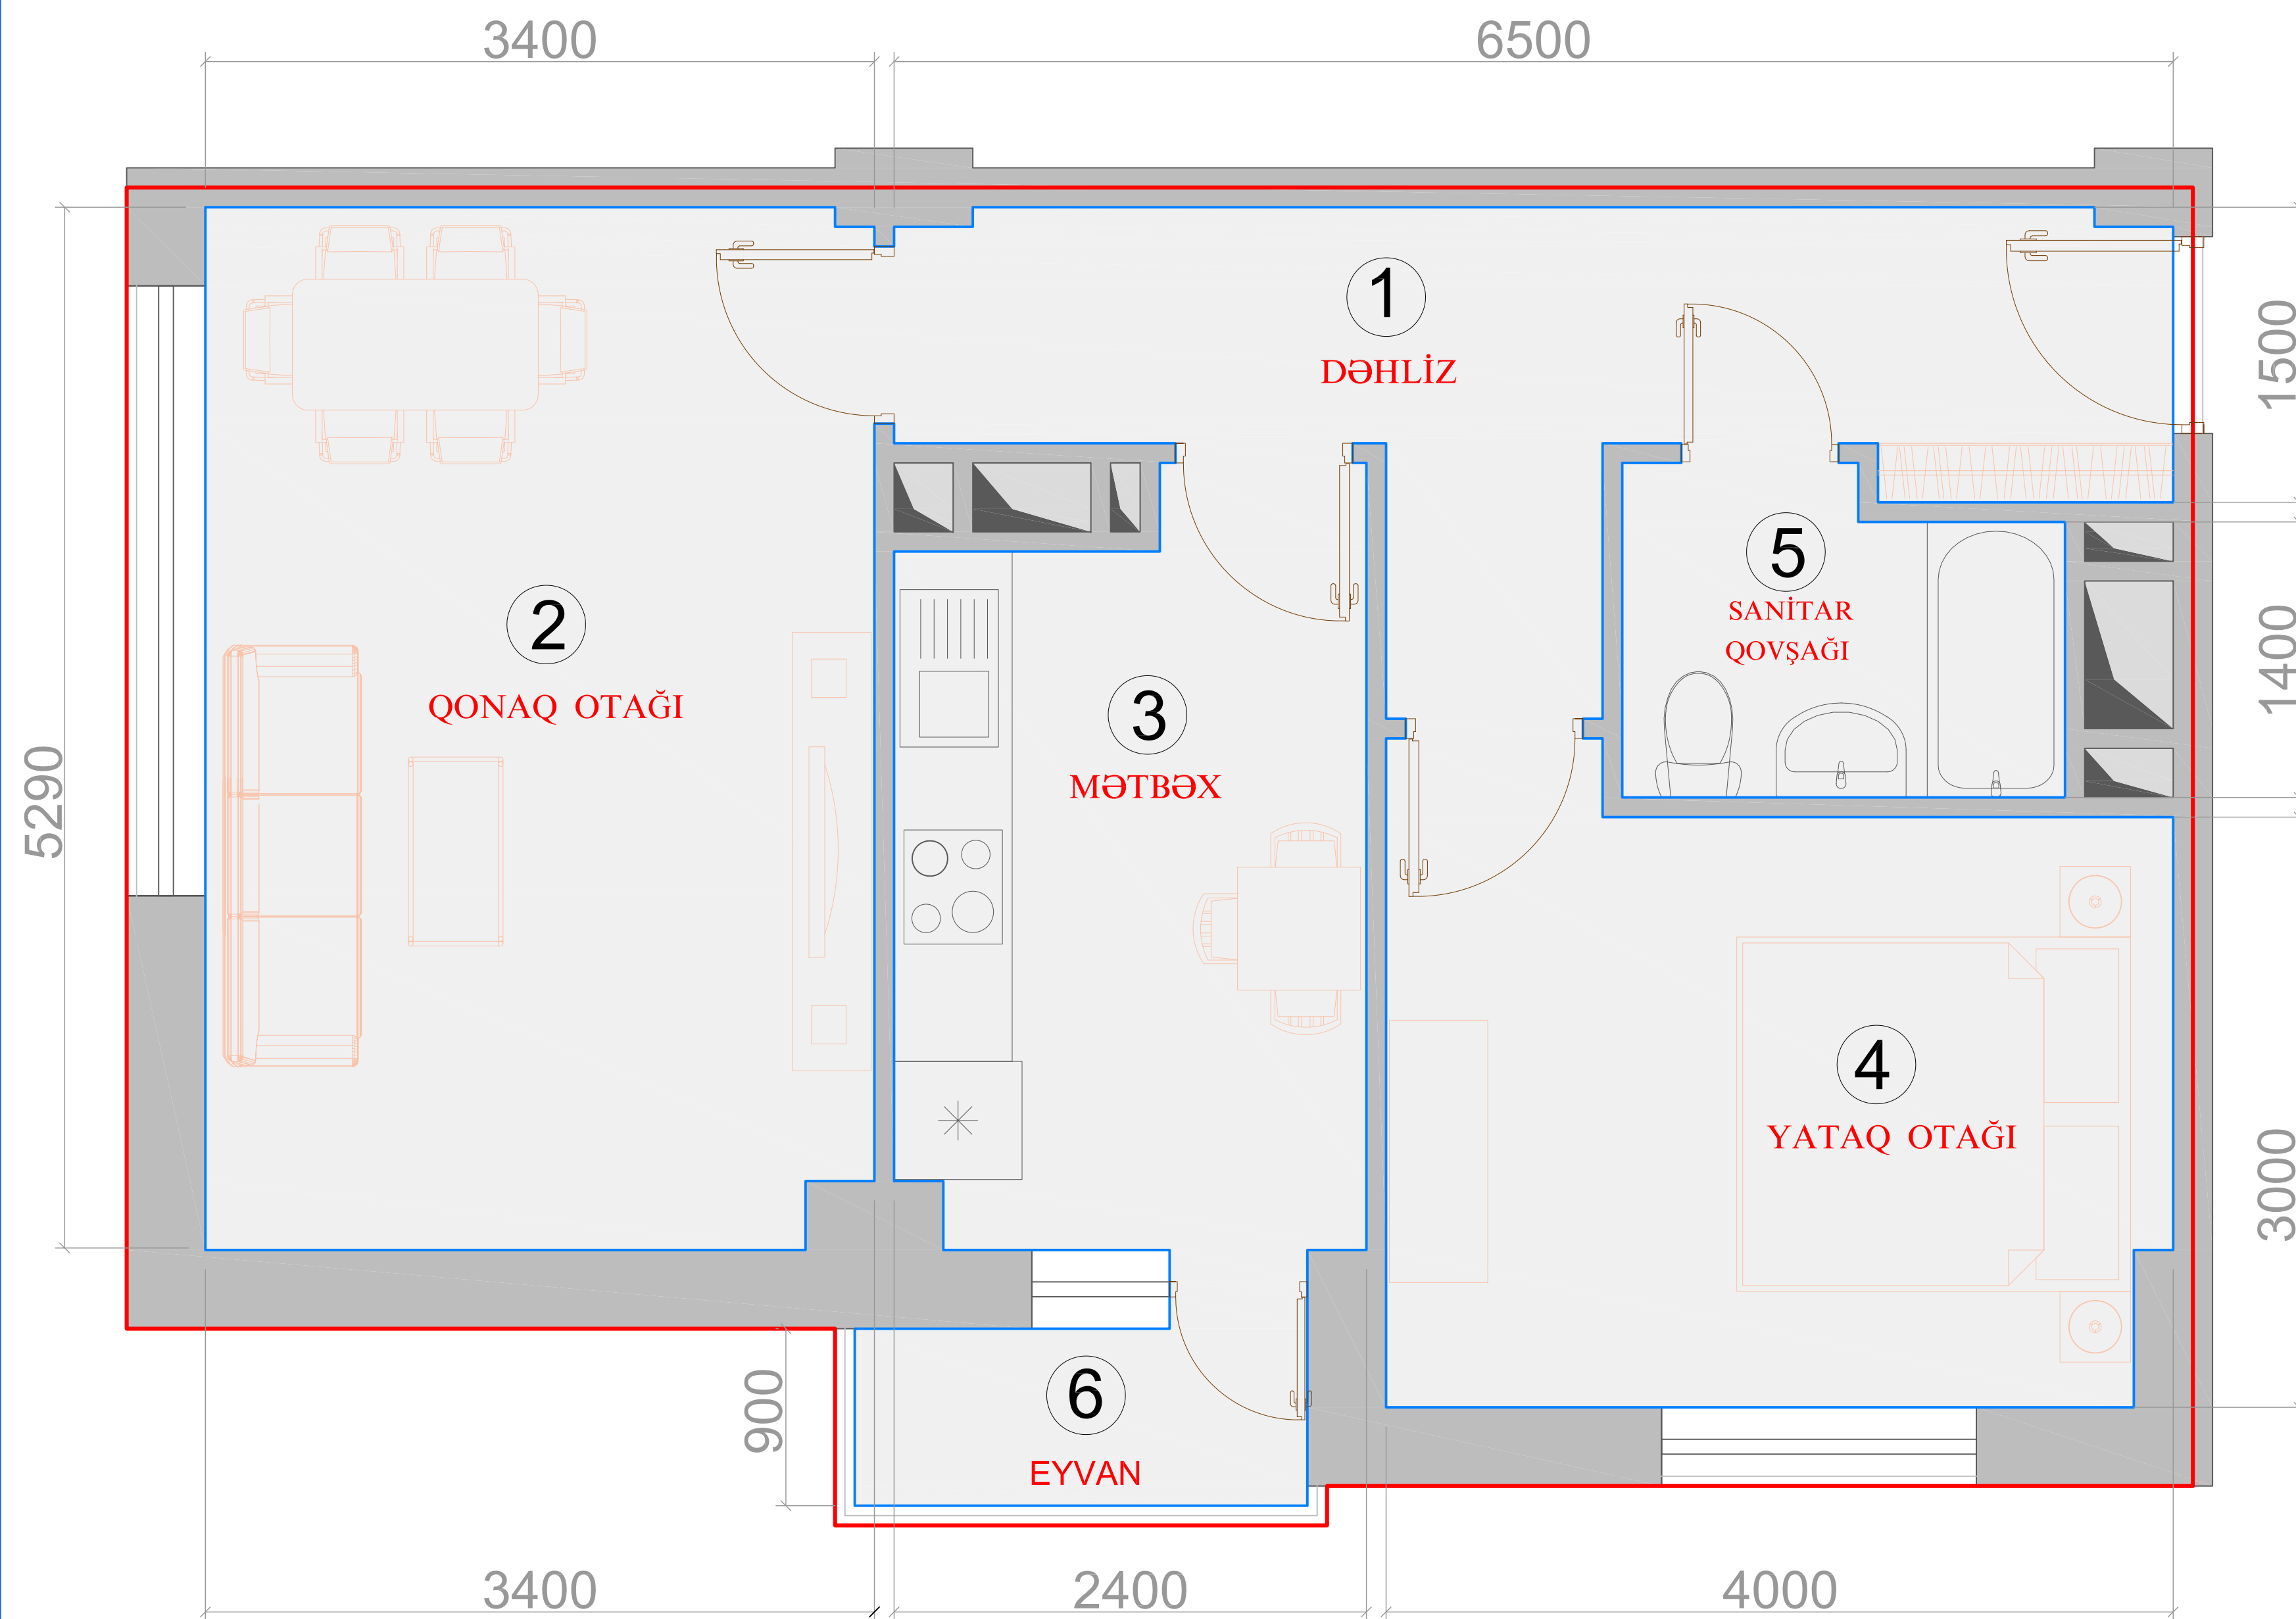 3400
6500
1
DƏHLİZ
1500
2
QONAQ OTAĞI
3
MƏTBƏX
5
SANİTAR
QOVŞAĞI
1400
5290
4
YATAQ OTAĞI
3000
900
6
EYVAN
3400
2400
4000